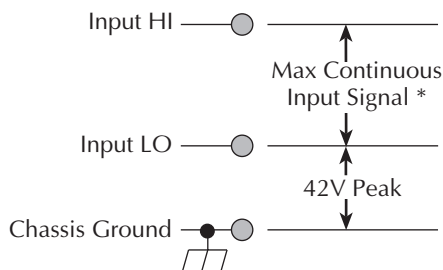 Input HI
Max Continuous
Input Signal *
Input LO
42V Peak
Chassis Ground